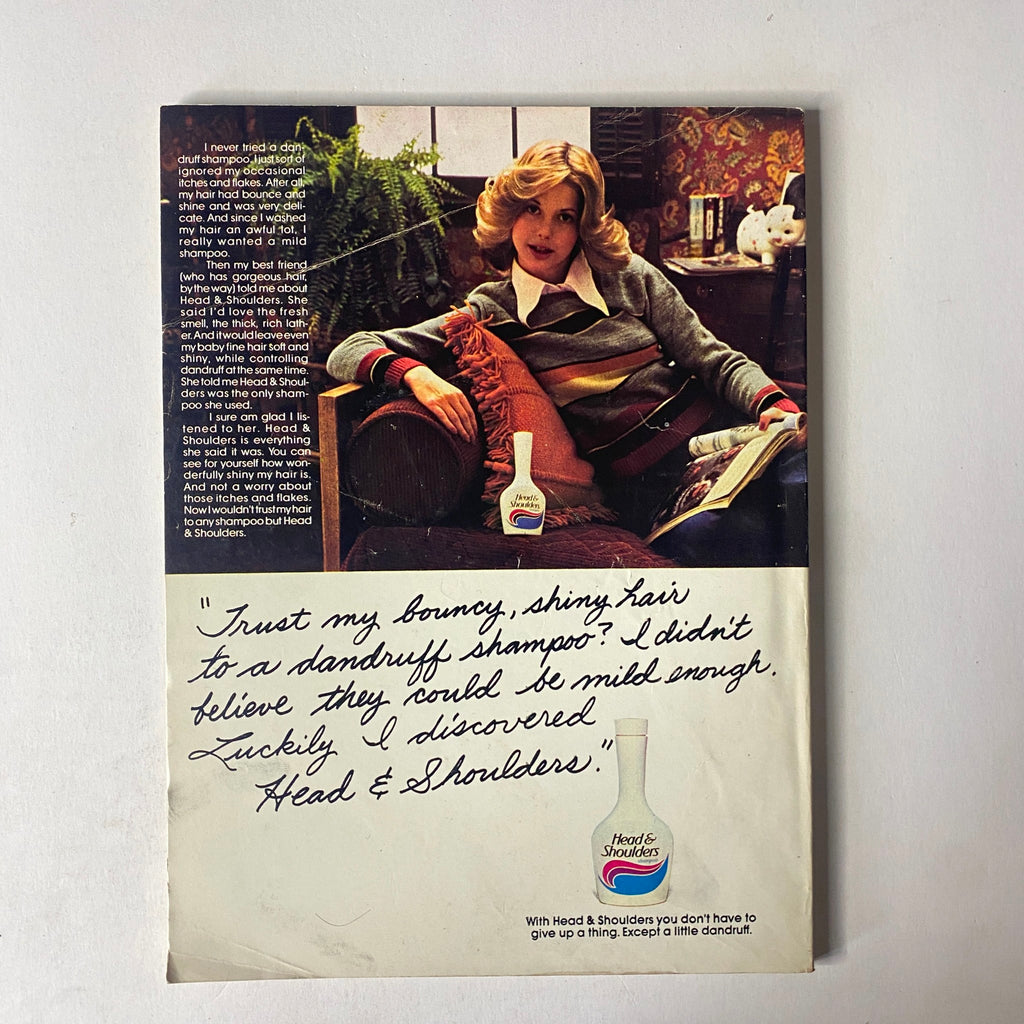 I never tried a dan-
druff shampoo. I just sort of
ignored my occasional
itches and flakes. After all,
my hair had bounce and
shine and was very deli-
cate. And since I washed
my hair an awful lot, I
really wanted a mild
shampoo.
Then my best friend
(who has gorgeous hair,
by the way) told me about
Head & Shoulders. She
said I'd love the fresh
smell, the thick, rich lath-
er. And it would leave even
my baby fine hair soft and
shiny, while controlling
dandruff at the same time.
She told me Head & Shoul-
ders was the only sham-
poo she used.
I sure am glad I lis-
tened to her. Head &
Shoulders is everything
she said it was. You can
see for yourself how won-
derfully shiny my hair is.
And not a worry about
those itches and flakes.
Now I wouldn't trust my hair
to any shampoo but Head
& Shoulders.
Head &
Shoulders
"Trust my bouncy, shiny hair
to a dandruff shampoo? I didn't
believe they could be mild enough.
Luckily I discovered
Head & Shoulders."
Head &
Shoulders
shampoo
With Head & Shoulders you don't have to
give up a thing. Except a little dandruff.